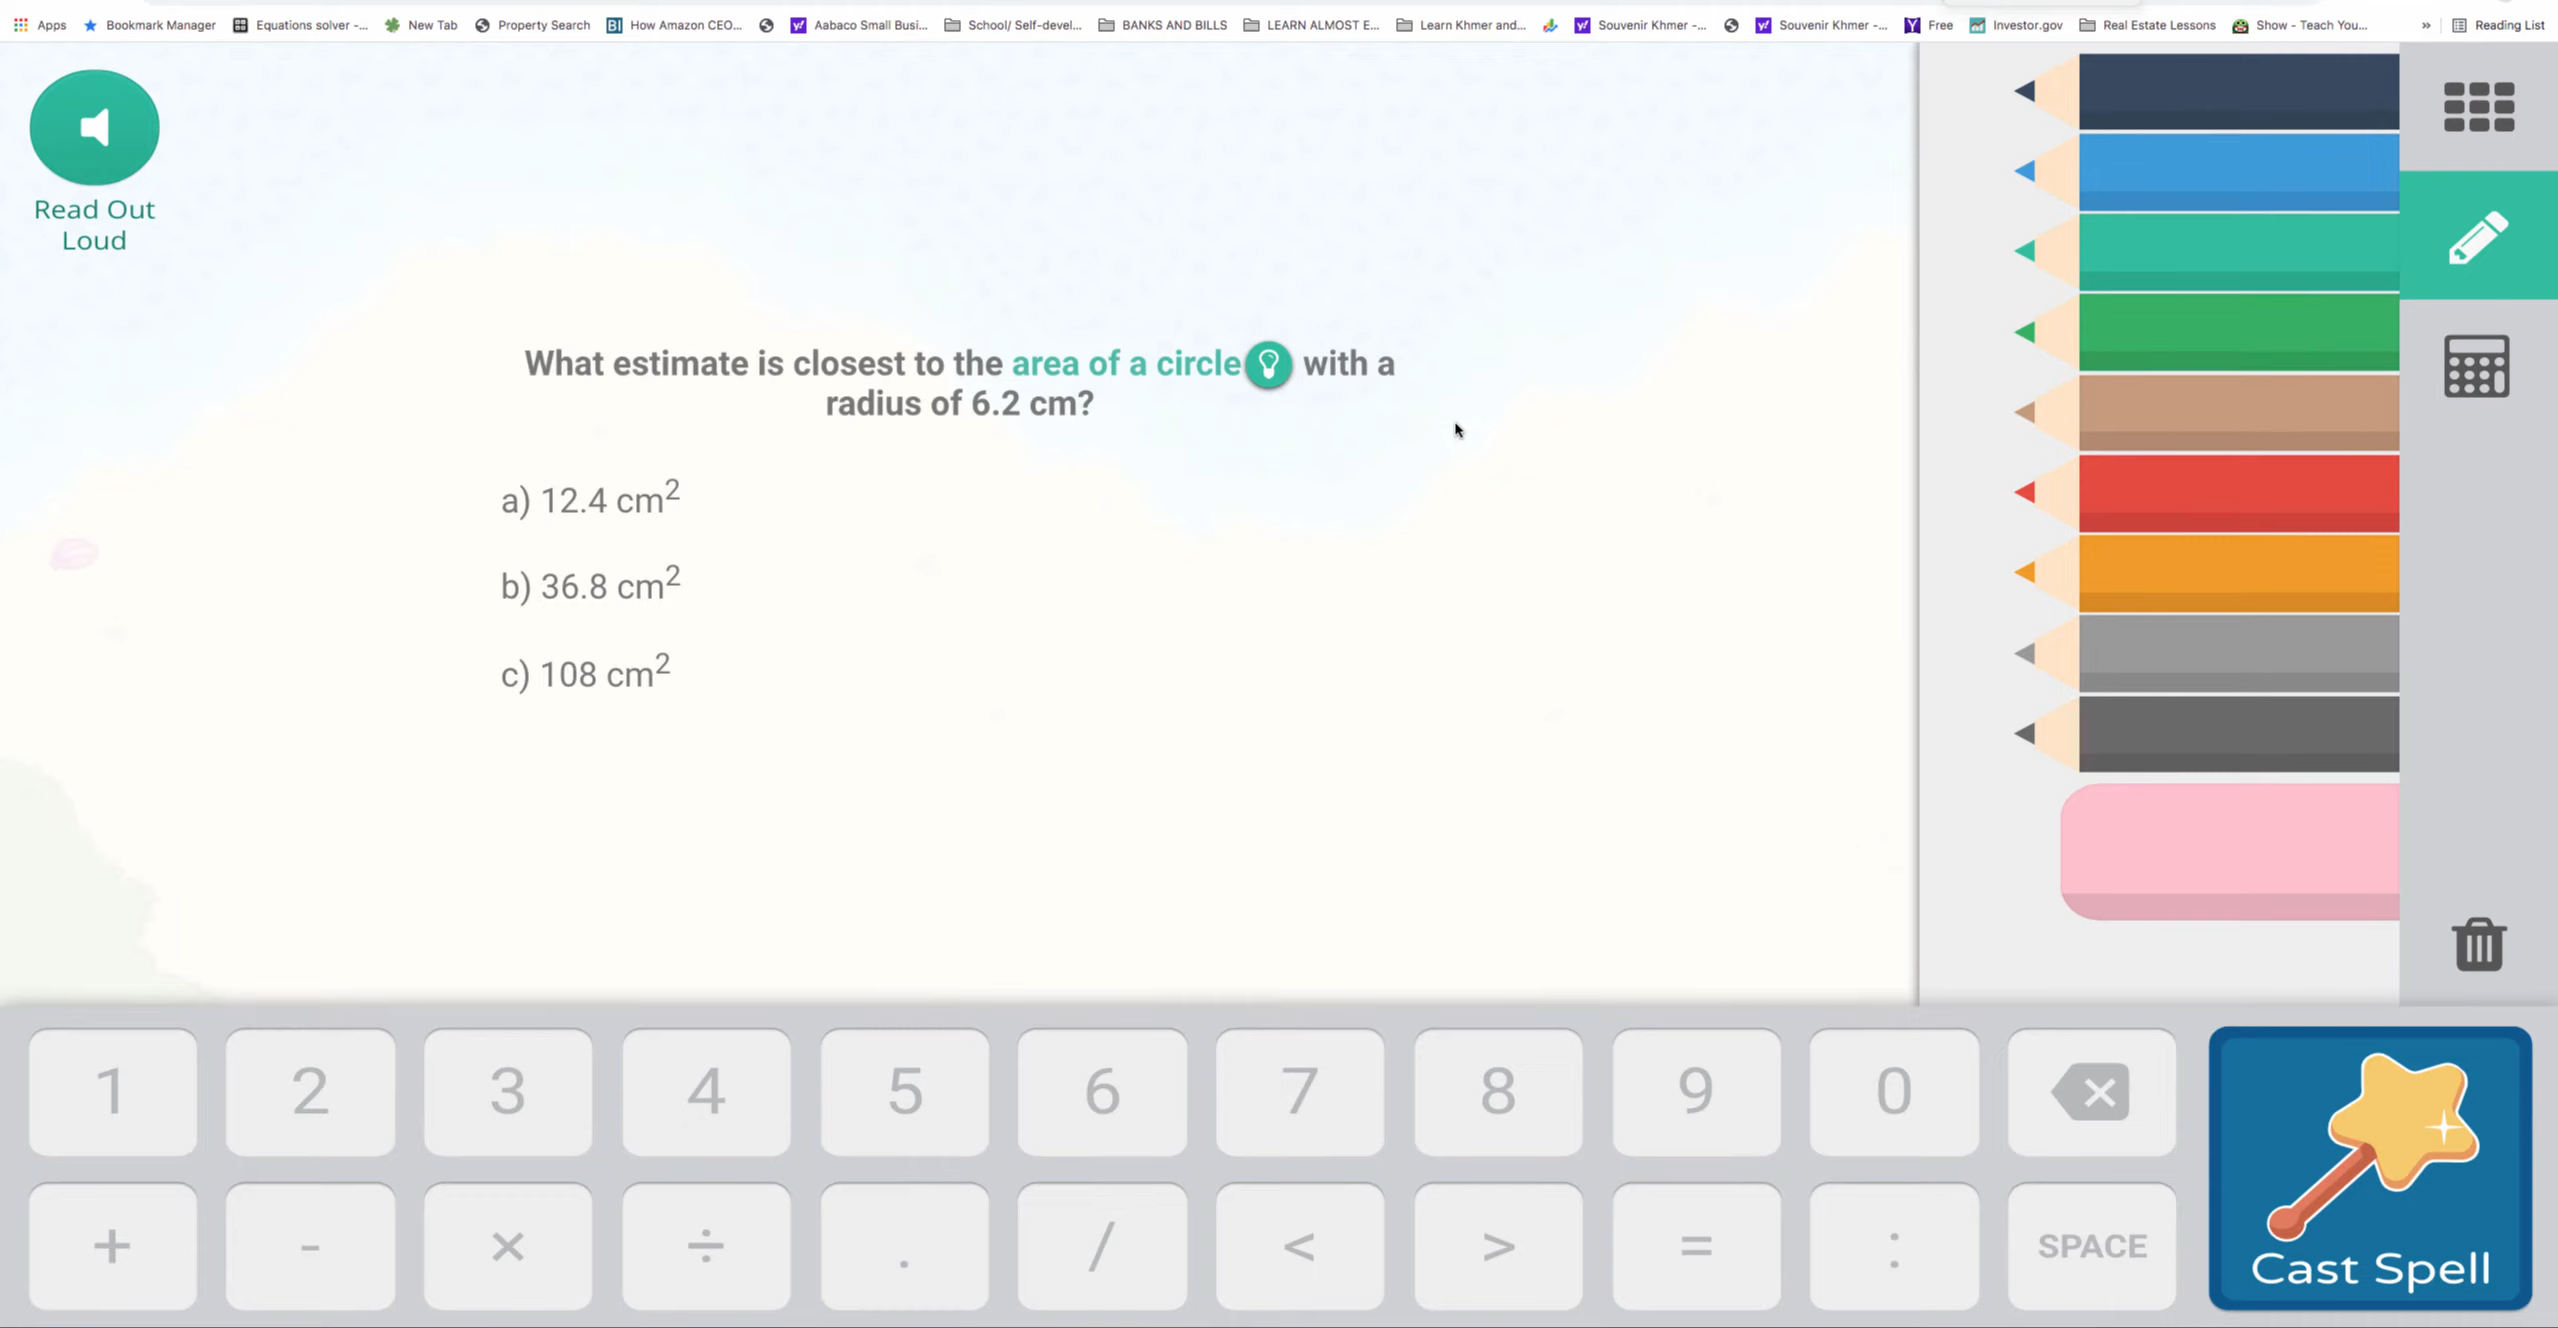 Apps Bookmark Manager Equations solver -... New Tab Property Search How Amazon CEO... Aabaco Small Busi... School/ Self-devel... BANKS AND BILLS LEARN ALMOST E... Learn Khmer and... Souvenir Khmer -... Souvenir Khmer -... Free Investor.gov Real Estate Lessons Show - Teach You... » Reading List
Read Out
Loud
What estimate is closest to the area of a circle with a
radius of 6.2 cm?
a) 12.4 cm²
b) 36.8 cm²
c) 108 cm²
1 2 3 4 5 6 7 8 9 0
+ - × ÷ . / < > = : SPACE
Cast Spell